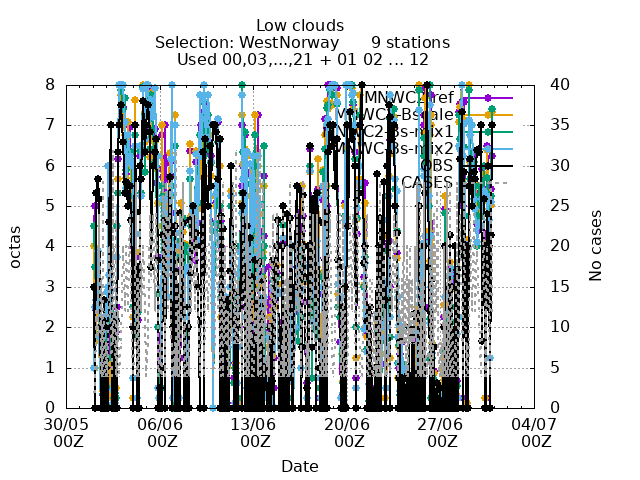 Low clouds
Selection: WestNorway 9 stations
Used 00,03,...,21 + 01 02 ... 12
8
7
6
5
4
3
2
1
0
octas
40
35
30
25
20
15
10
5
0
No cases
OBS
CASES
30/05 06/06 13/06 20/06 27/06 04/07
00Z 00Z 00Z 00Z 00Z 00Z
Date